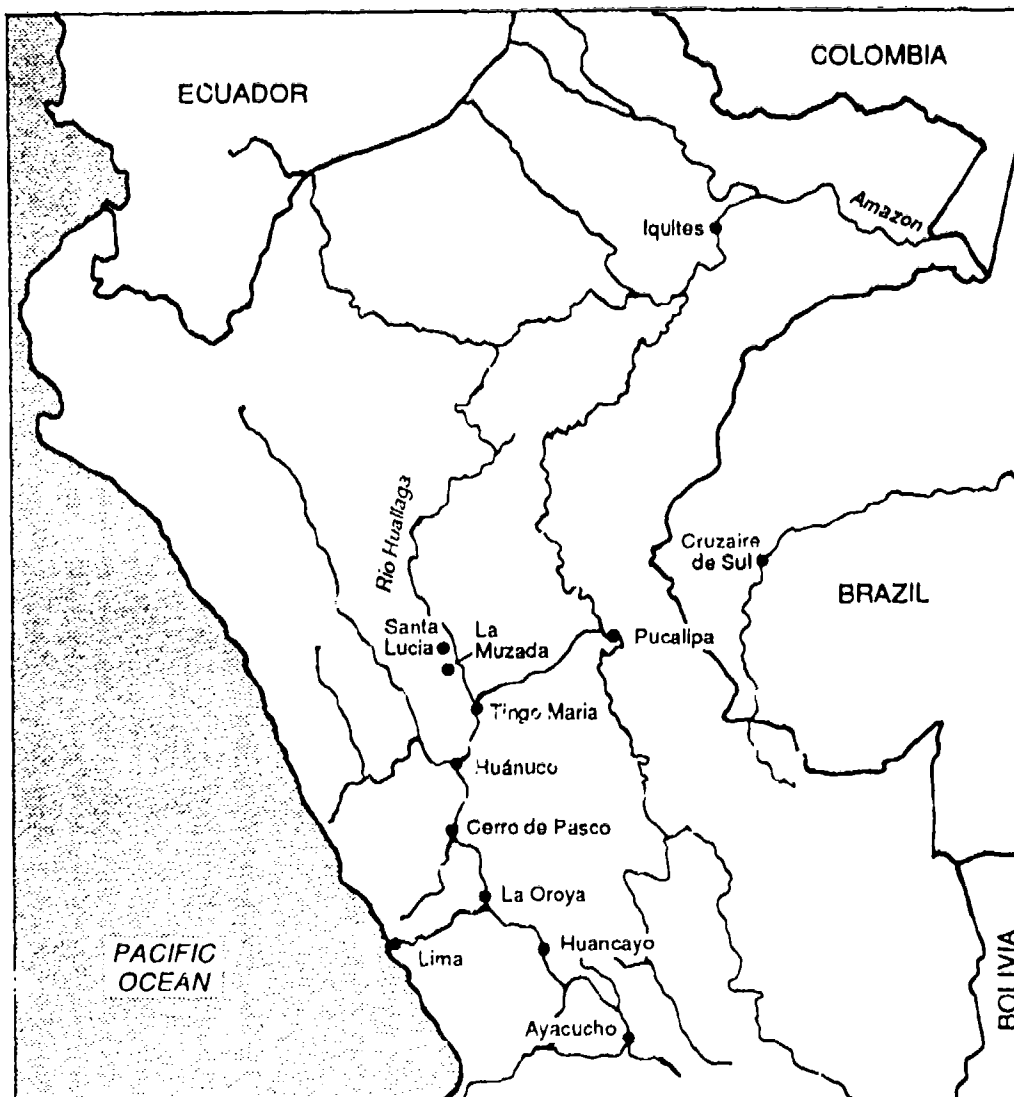 COLOMBIA
ECUADOR
Amazon
Iquites
Rio Huallaga
Cruzaire
de Sul
BRAZIL
Santa
Lucia
La
Muzada
Pucallpa
Tingo Maria
Huánuco
Cerro de Pasco
La Oroya
PACIFIC
OCEAN
Lima
Huancayo
BOLIVIA
Ayacucho